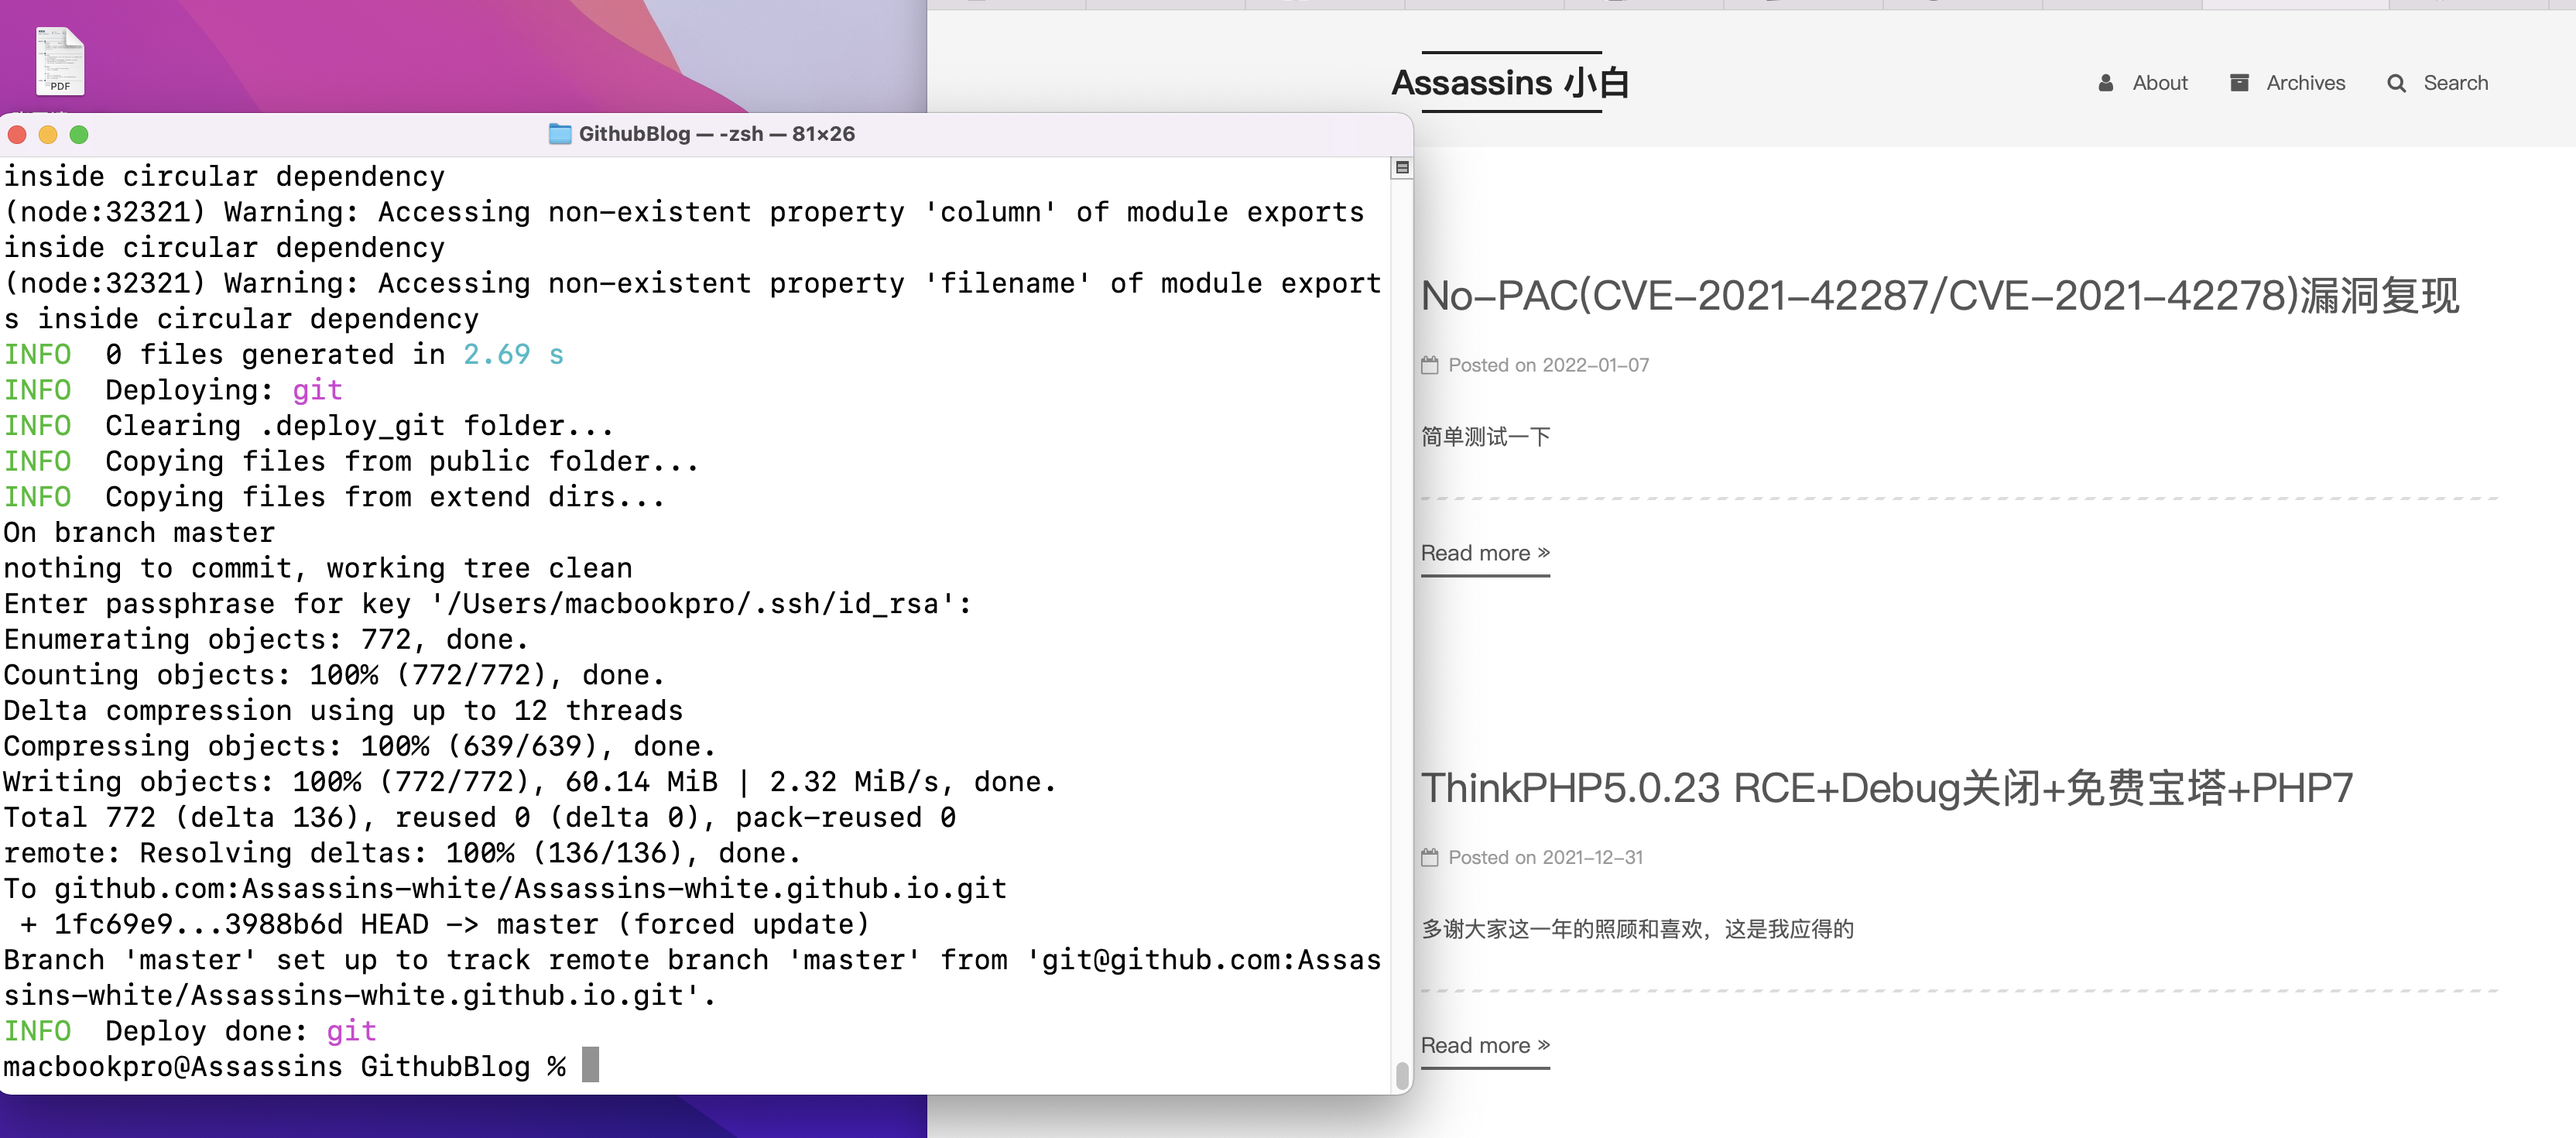 PDF
GithubBlog — -zsh — 81×26
inside circular dependency
(node:32321) Warning: Accessing non-existent property 'column' of module exports
inside circular dependency
(node:32321) Warning: Accessing non-existent property 'filename' of module export
s inside circular dependency
INFO  0 files generated in 2.69 s
INFO  Deploying: git
INFO  Clearing .deploy_git folder...
INFO  Copying files from public folder...
INFO  Copying files from extend dirs...
On branch master
nothing to commit, working tree clean
Enter passphrase for key '/Users/macbookpro/.ssh/id_rsa':
Enumerating objects: 772, done.
Counting objects: 100% (772/772), done.
Delta compression using up to 12 threads
Compressing objects: 100% (639/639), done.
Writing objects: 100% (772/772), 60.14 MiB | 2.32 MiB/s, done.
Total 772 (delta 136), reused 0 (delta 0), pack-reused 0
remote: Resolving deltas: 100% (136/136), done.
To github.com:Assassins-white/Assassins-white.github.io.git
 + 1fc69e9...3988b6d HEAD -> master (forced update)
Branch 'master' set up to track remote branch 'master' from 'git@github.com:Assas
sins-white/Assassins-white.github.io.git'.
INFO  Deploy done: git
macbookpro@Assassins GithubBlog %
Assassins 小白
About
Archives
Search
No-PAC(CVE-2021-42287/CVE-2021-42278)漏洞复现
Posted on 2022-01-07
简单测试一下
Read more »
ThinkPHP5.0.23 RCE+Debug关闭+免费宝塔+PHP7
Posted on 2021-12-31
多谢大家这一年的照顾和喜欢，这是我应得的
Read more »